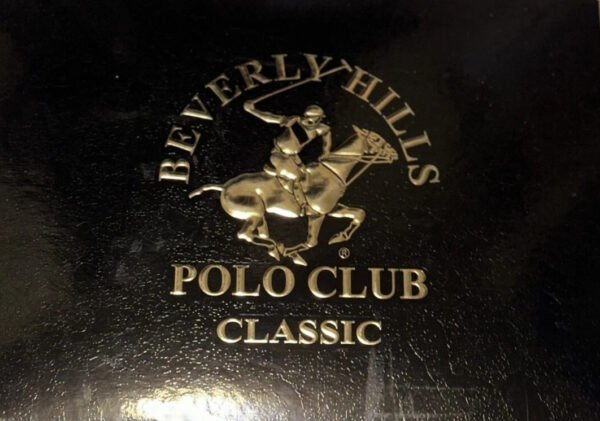 BEVERLY HILLS
®
POLO CLUB
CLASSIC